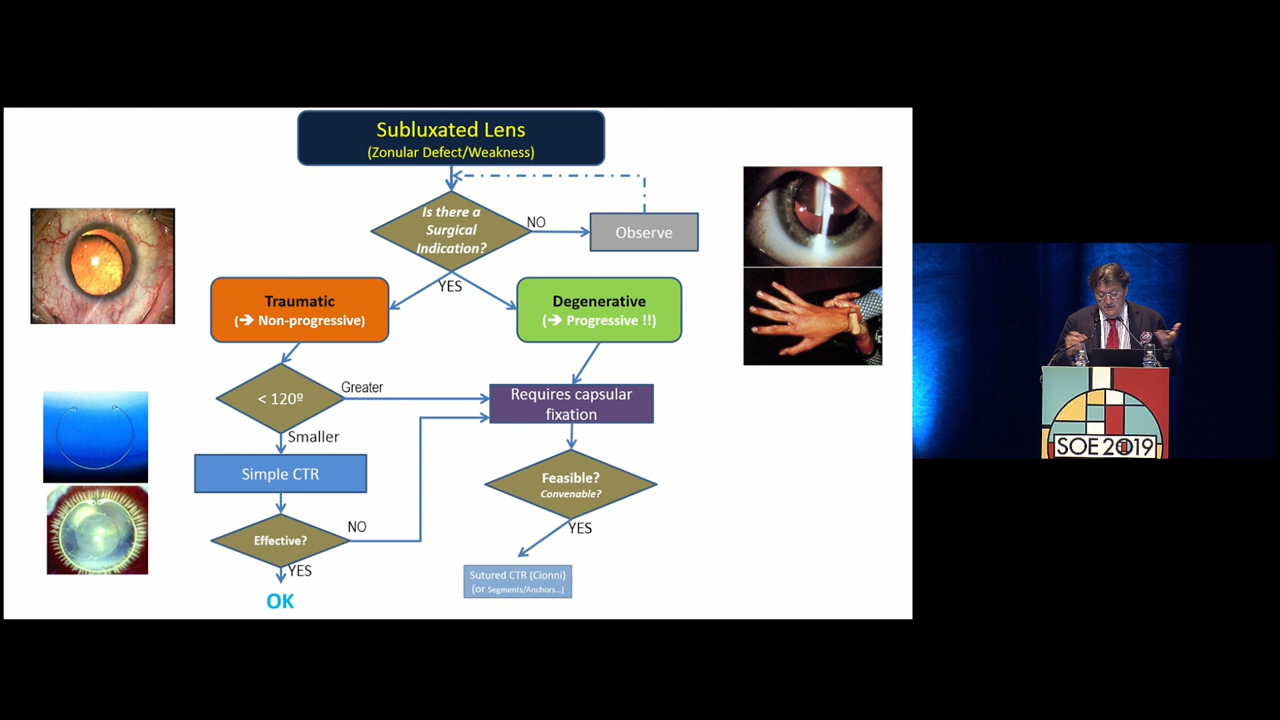 Subluxated Lens
(Zonular Defect/Weakness)
Is there a
Surgical
Indication?
NO
Observe
YES
Traumatic
(➔ Non-progressive)
Degenerative
(➔ Progressive !!)
< 120º
Greater
Requires capsular
fixation
Smaller
Simple CTR
Feasible?
Convenable?
Effective?
NO
YES
YES
OK
Sutured CTR (Cionni)
(or Segments/Anchors...)
SOE 2019